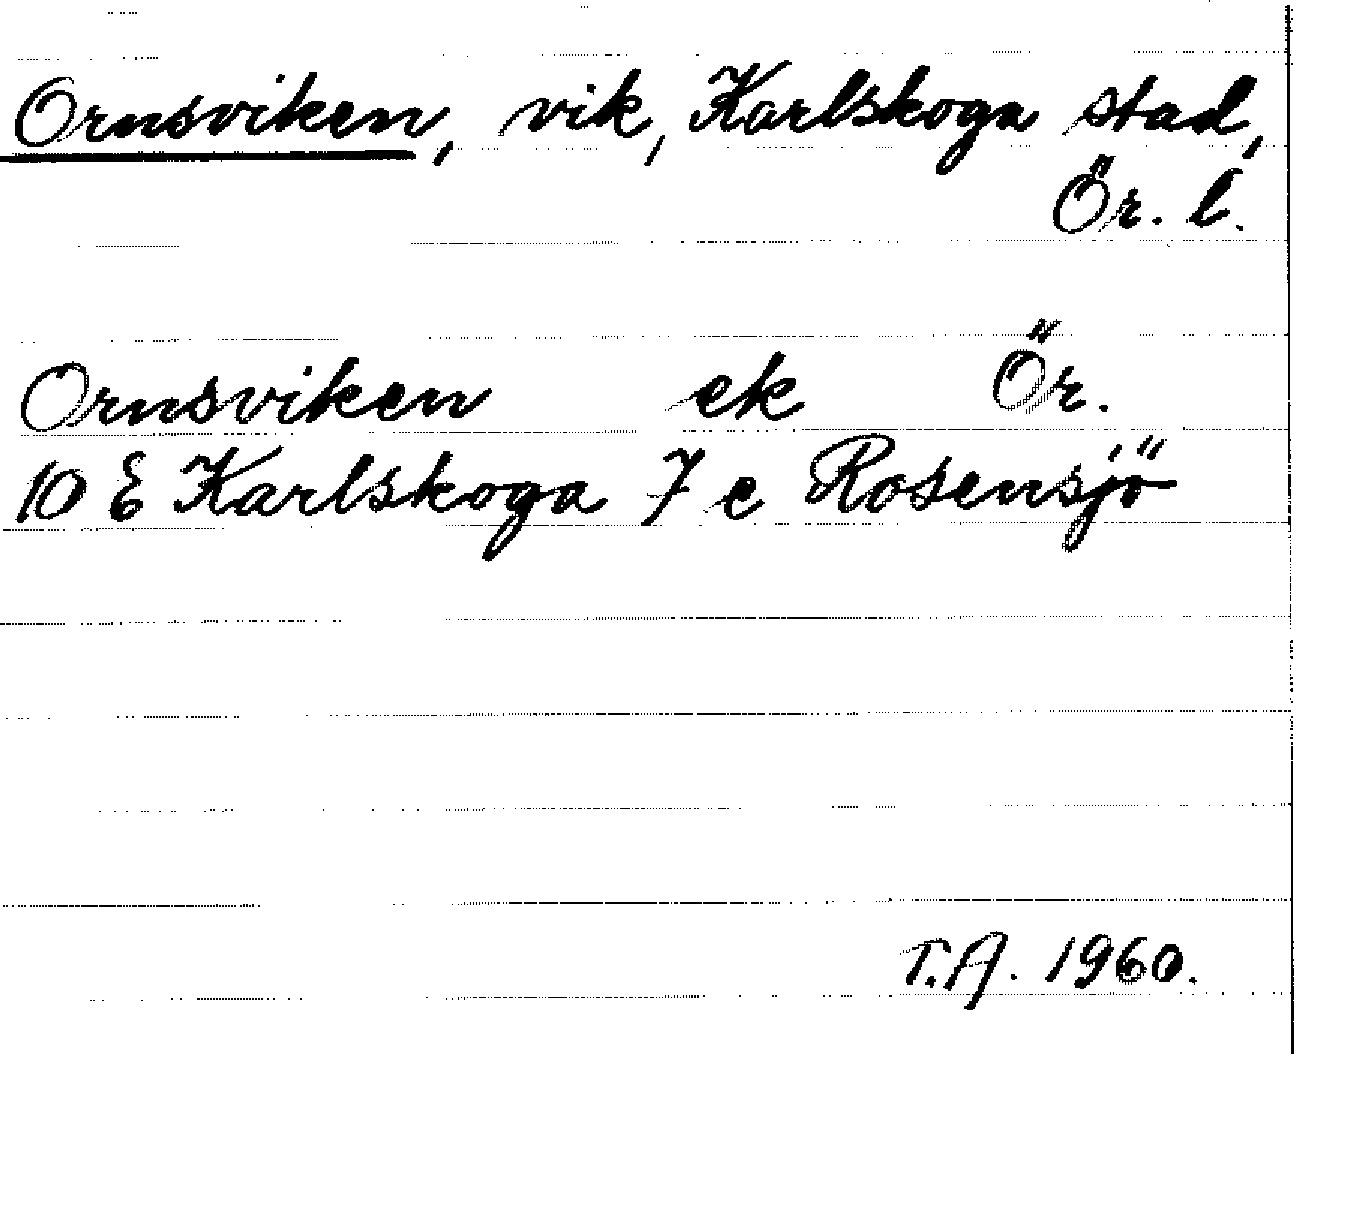 Ornsviken, vik, Karlskoga stad,
Ör. l.
Ornsviken ek Ör.
10 E Karlskoga 7 e Rosensjö
T.A. 1960.